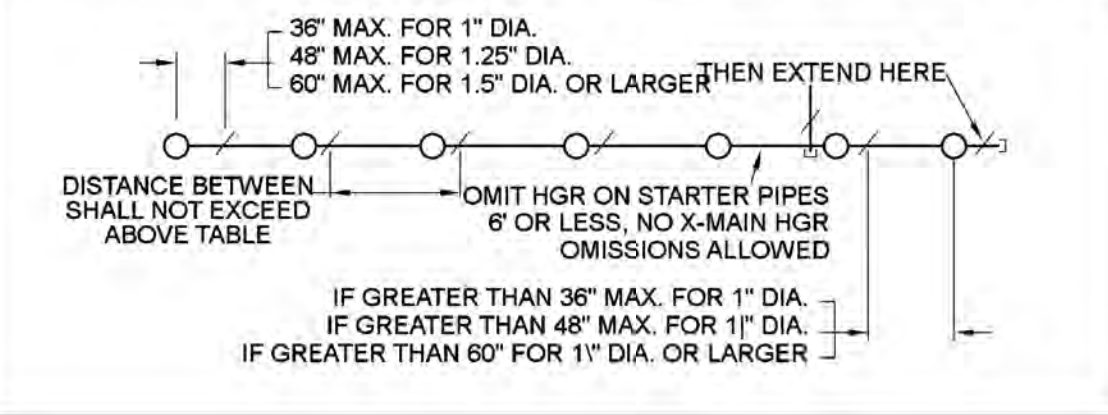 36" MAX. FOR 1" DIA.
48" MAX. FOR 1.25" DIA.
60" MAX. FOR 1.5" DIA. OR LARGER
THEN EXTEND HERE
DISTANCE BETWEEN
SHALL NOT EXCEED
ABOVE TABLE
OMIT HGR ON STARTER PIPES
6' OR LESS, NO X-MAIN HGR
OMISSIONS ALLOWED
IF GREATER THAN 36" MAX. FOR 1" DIA.
IF GREATER THAN 48" MAX. FOR 1|" DIA.
IF GREATER THAN 60" FOR 1\" DIA. OR LARGER